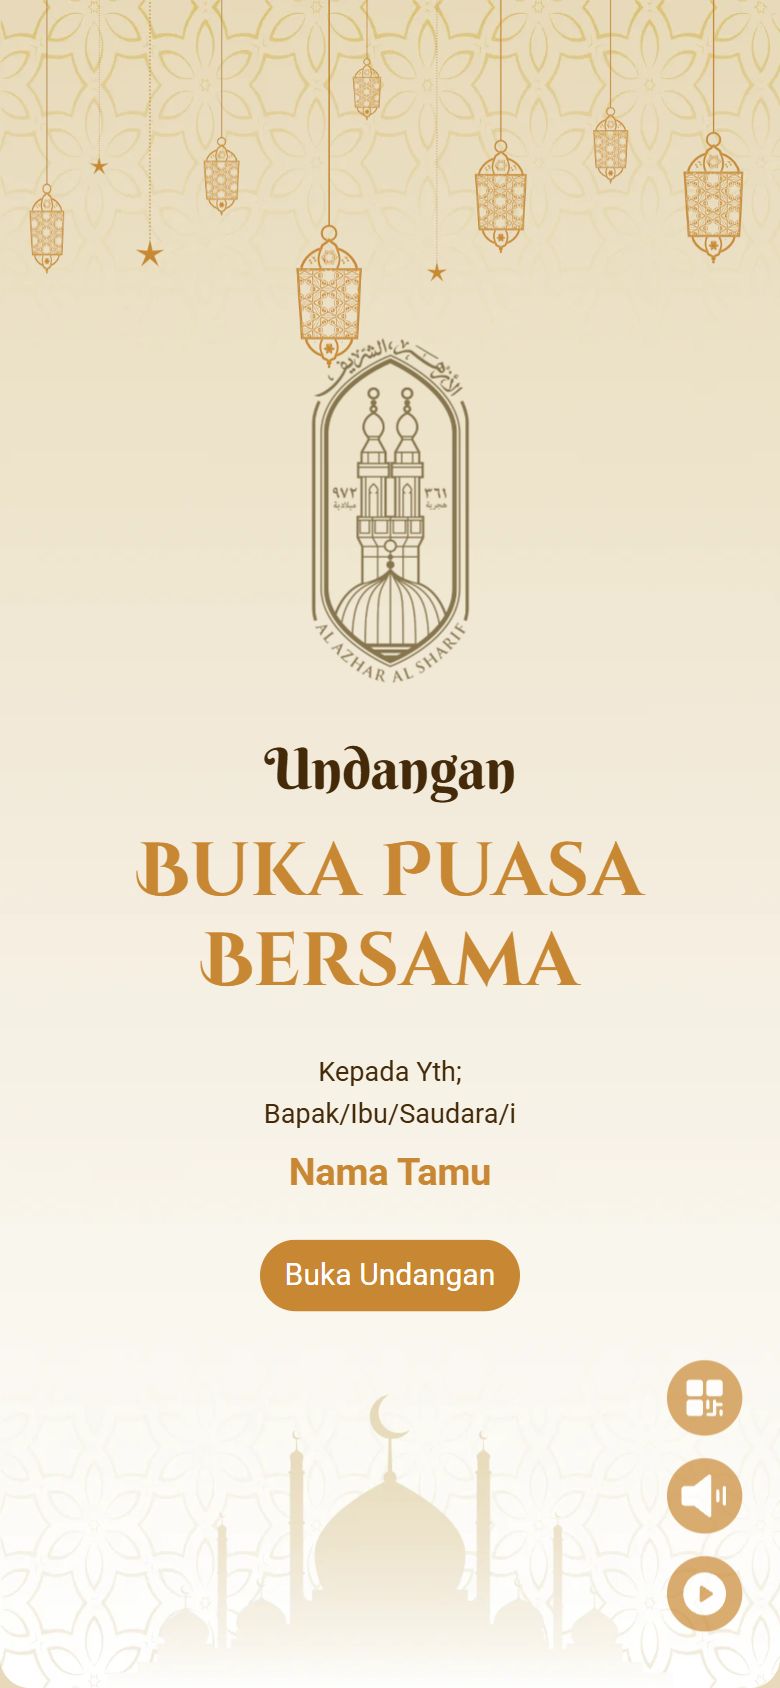 الأزهر الشريف
٩٧٢ ٣٦١
ميلادية هجرية
AL AZHAR AL SHARIF
Undangan
BUKA PUASA
BERSAMA
Kepada Yth;
Bapak/Ibu/Saudara/i
Nama Tamu
Buka Undangan